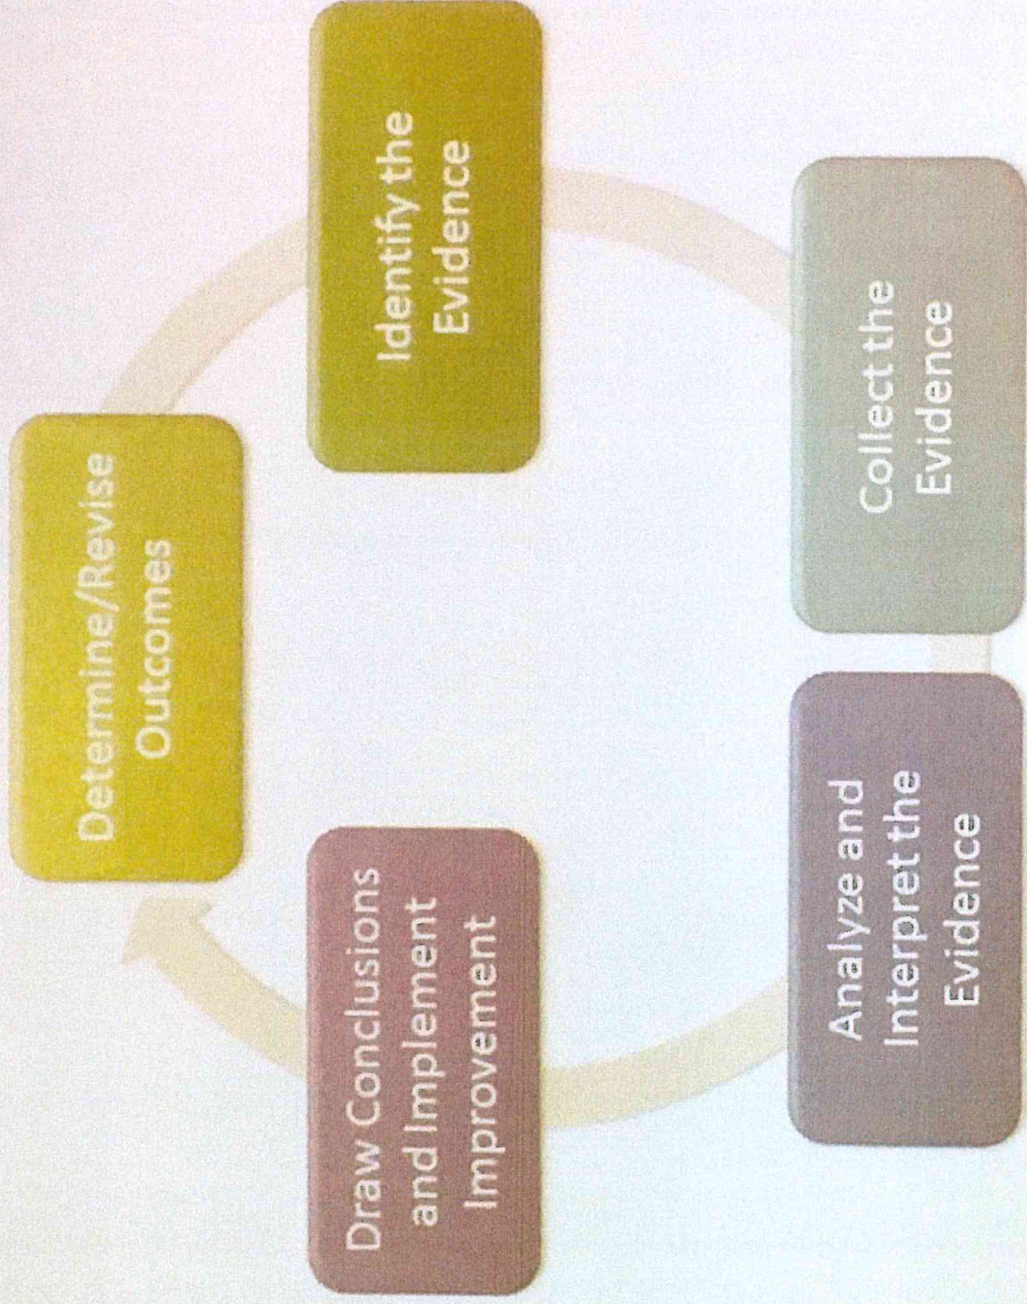 Determine/Revise
Outcomes
Identify the
Evidence
Collect the
Evidence
Analyze and
Interpret the
Evidence
Draw Conclusions
and Implement
Improvement